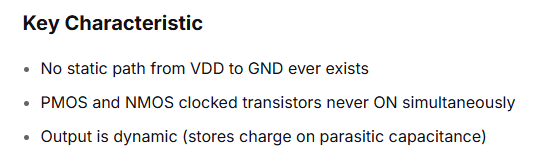 Key Characteristic
No static path from VDD to GND ever exists
PMOS and NMOS clocked transistors never ON simultaneously
Output is dynamic (stores charge on parasitic capacitance)